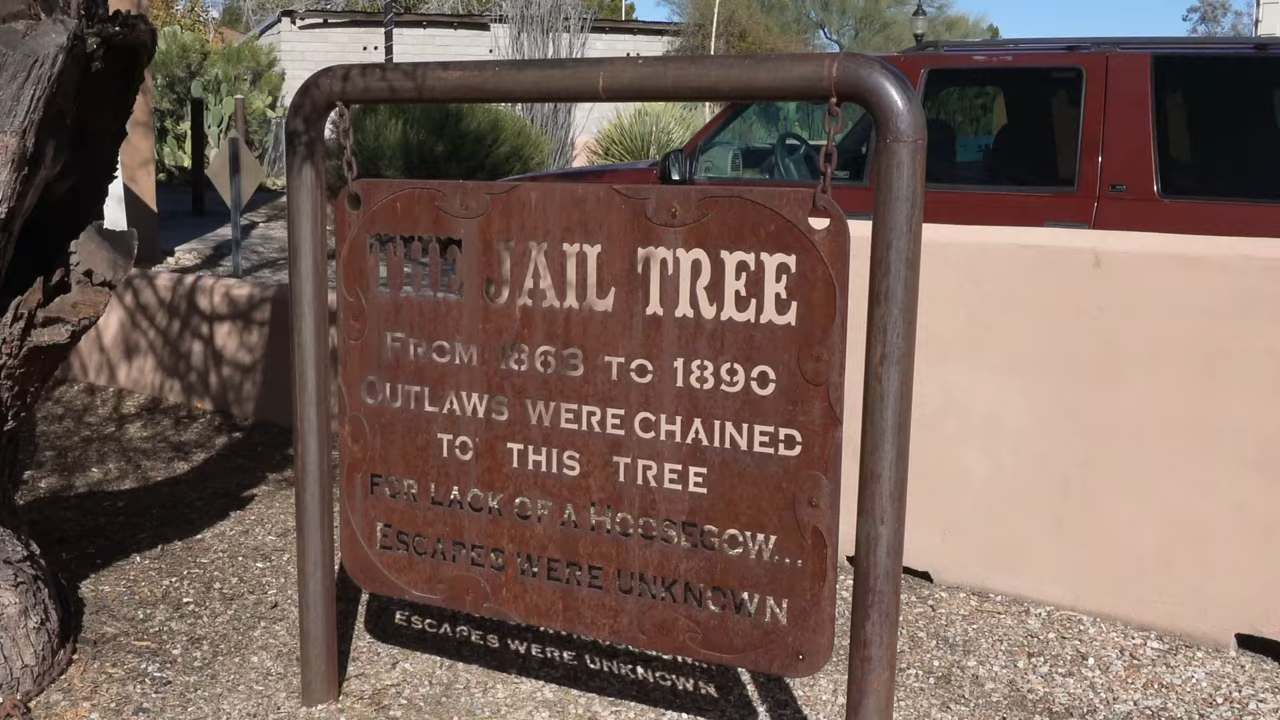 THE JAIL TREE
FROM 1863 TO 1890
OUTLAWS WERE CHAINED
TO THIS TREE
FOR LACK OF A HOOSEGOW...
ESCAPES WERE UNKNOWN
ESCAPES WERE UNKNOWN